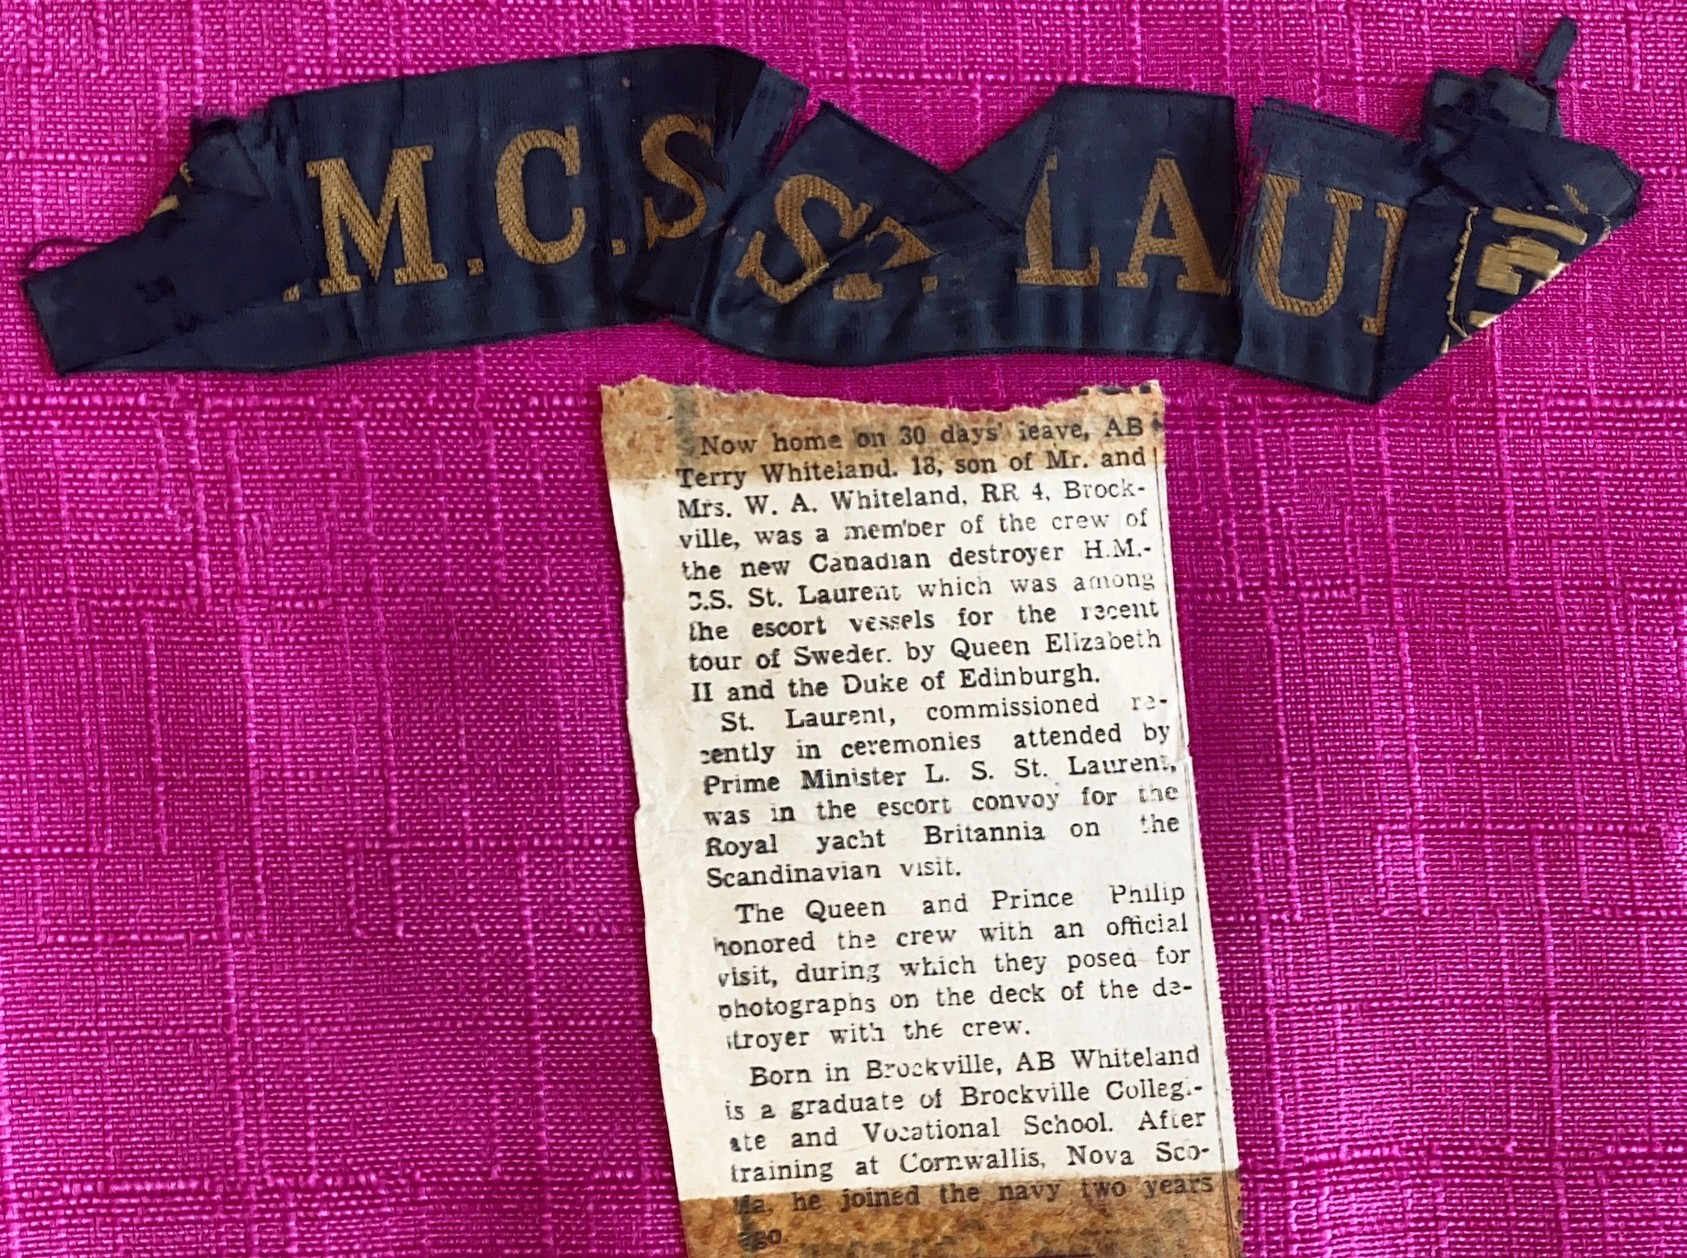 .M.C.S. ST. LAU
Now home on 30 days' leave, AB
Terry Whiteland, 18, son of Mr. and
Mrs. W. A. Whiteland, RR 4, Brock-
ville, was a member of the crew of
the new Canadian destroyer H.M.-
C.S. St. Laurent which was among
the escort vessels for the recent
tour of Sweden by Queen Elizabeth
II and the Duke of Edinburgh.
St. Laurent, commissioned re-
cently in ceremonies attended by
Prime Minister L. S. St. Laurent,
was in the escort convoy for the
Royal yacht Britannia on the
Scandinavian visit.
The Queen and Prince Philip
honored the crew with an official
visit, during which they posed for
photographs on the deck of the de-
stroyer with the crew.
Born in Brockville, AB Whiteland
is a graduate of Brockville Collegi-
ate and Vocational School. After
training at Cornwallis, Nova Sco-
tia, he joined the navy two years
ago.